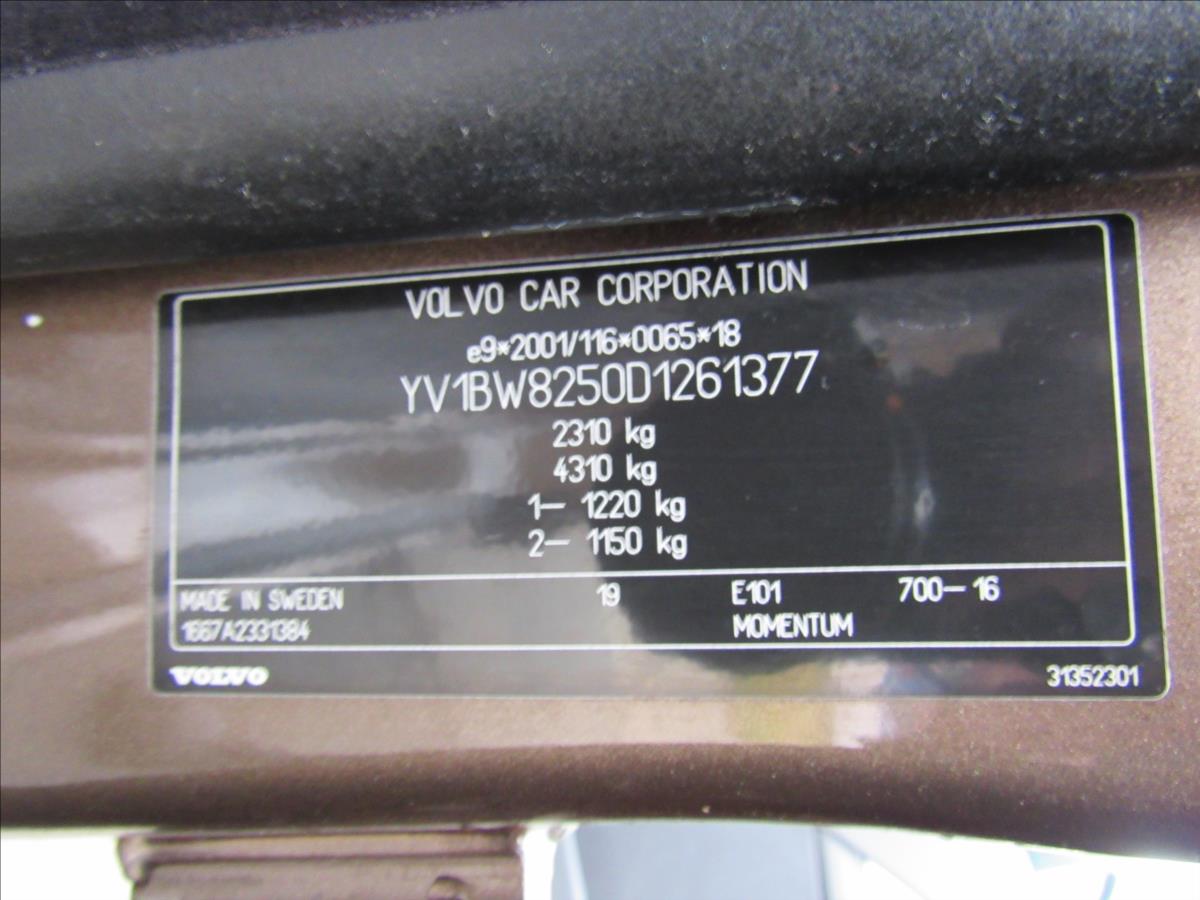 VOLVO CAR CORPORATION
e9*2001/116*0065*18
YV1BW8250D1261377
2310 kg
4310 kg
1- 1220 kg
2- 1150 kg
MADE IN SWEDEN 19 E101 700-16
1667A2331384 MOMENTUM
VOLVO 31352301